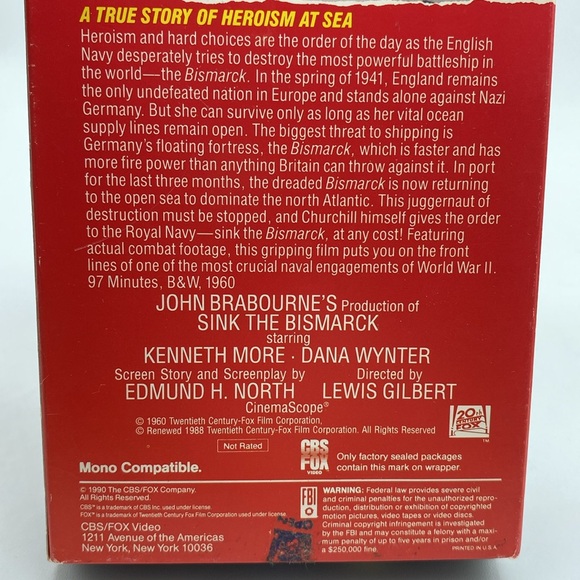 A TRUE STORY OF HEROISM AT SEA
Heroism and hard choices are the order of the day as the English
Navy desperately tries to destroy the most powerful battleship in
the world—the Bismarck. In the spring of 1941, England remains
the only undefeated nation in Europe and stands alone against Nazi
Germany. But she can survive only as long as her vital ocean
supply lines remain open. The biggest threat to shipping is
Germany's floating fortress, the Bismarck, which is faster and has
more fire power than anything Britain can throw against it. In port
for the last three months, the dreaded Bismarck is now returning
to the open sea to dominate the north Atlantic. This juggernaut of
destruction must be stopped, and Churchill himself gives the order
to the Royal Navy—sink the Bismarck, at any cost! Featuring
actual combat footage, this gripping film puts you on the front
lines of one of the most crucial naval engagements of World War II.
97 Minutes, B&W, 1960
JOHN BRABOURNE'S Production of
SINK THE BISMARCK
starring
KENNETH MORE · DANA WYNTER
Screen Story and Screenplay by
EDMUND H. NORTH
Directed by
LEWIS GILBERT
CinemaScope®
© 1960 Twentieth Century-Fox Film Corporation.
© Renewed 1988 Twentieth Century-Fox Film Corporation. All Rights Reserved
20th
CENTURY
FOX
TM
Not Rated
CBS
FOX
VIDEO
Only factory sealed packages
contain this mark on wrapper.
Mono Compatible.
© 1990 The CBS/FOX Company.
All Rights Reserved.
CBS™ is a trademark of CBS Inc. used under license
FOX™ is a trademark of Twentieth Century Fox Film Corporation used under license
CBS/FOX Video
1211 Avenue of the Americas
New York, New York 10036
FBI
WARNING: Federal law provides severe civil
and criminal penalties for the unauthorized repro-
duction, distribution or exhibition of copyrighted
motion pictures, video tapes or video discs.
Criminal copyright infringement is investigated
by the FBI and may constitute a felony with a maxi-
mum penalty of up to five years in prison and/or
a $250,000 fine.
PRINTED IN U.S.A.